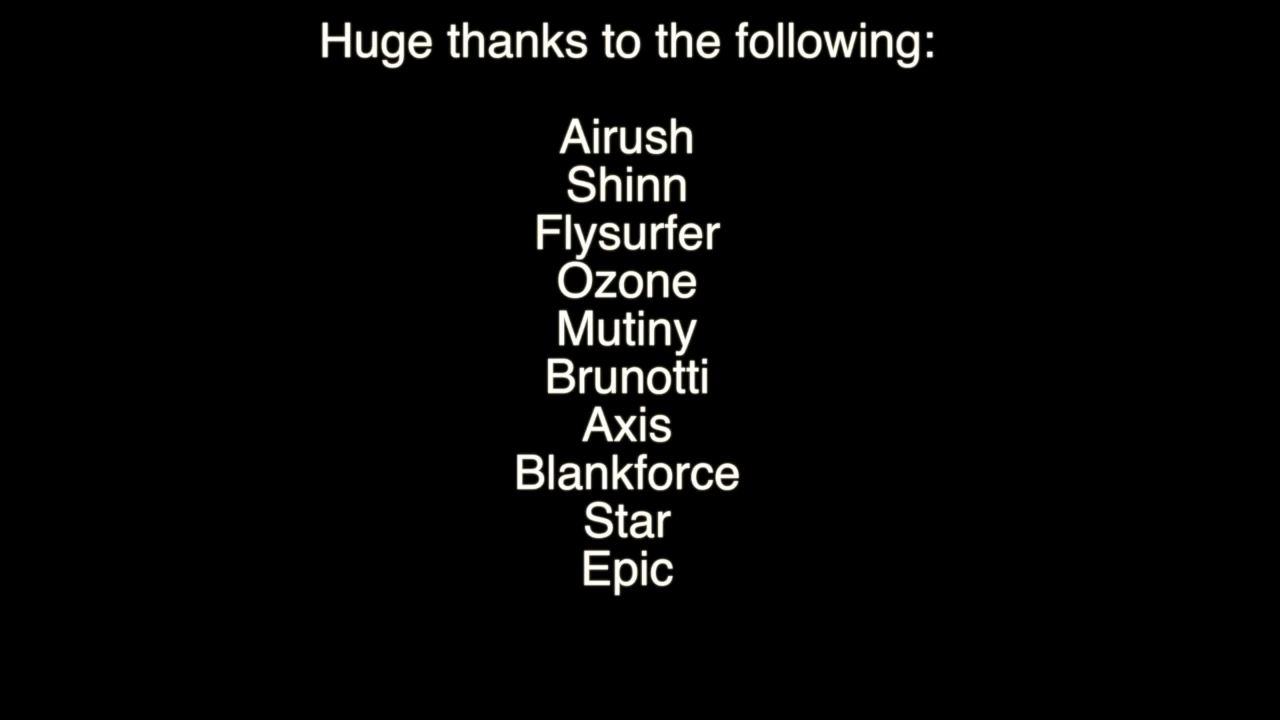 Huge thanks to the following:
Airush
Shinn
Flysurfer
Ozone
Mutiny
Brunotti
Axis
Blankforce
Star
Epic